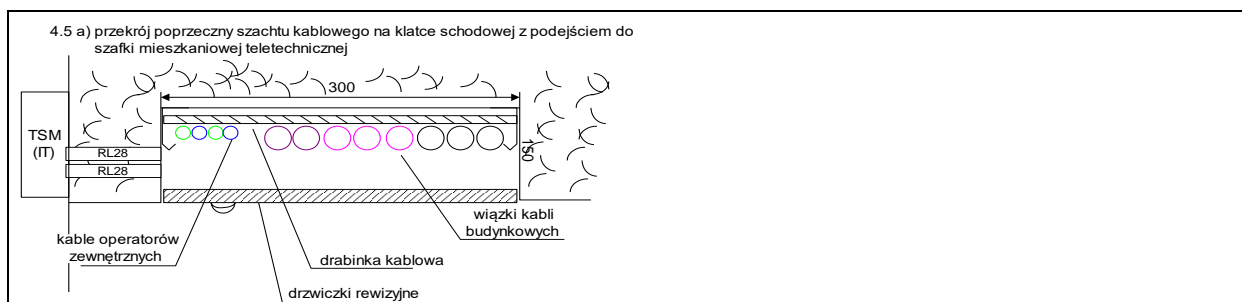 4.5 a) przekrój poprzeczny szachtu kablowego na klatce schodowej z podejściem do
szafki mieszkaniowej teletechnicznej
300
TSM
(IT)
RL28
RL28
150
wiązki kabli
budynkowych
kable operatorów
zewnętrznych
drabinka kablowa
drzwiczki rewizyjne